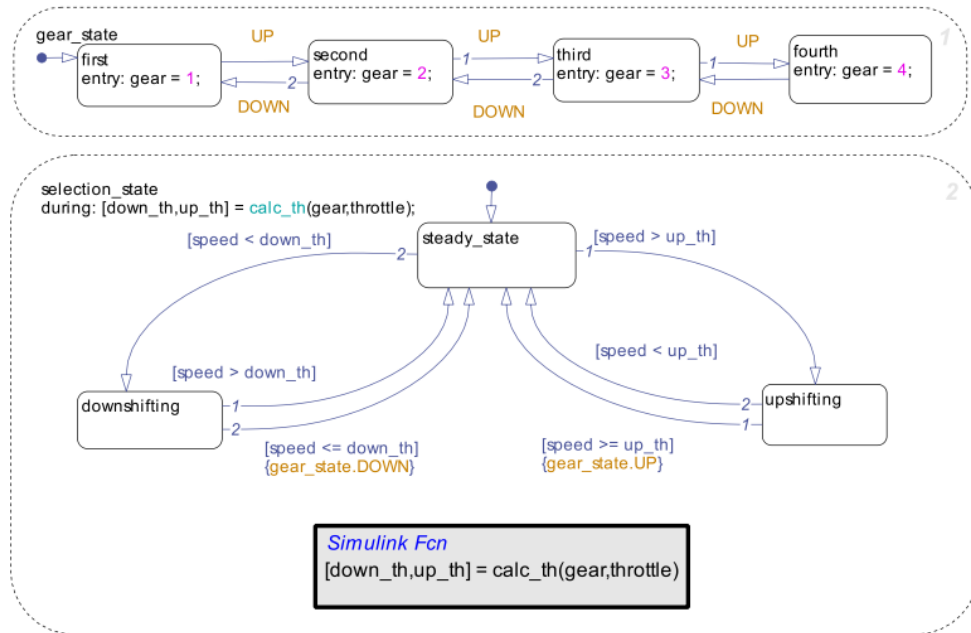 gear_state
1
first
entry: gear = 1;
UP
DOWN
second
entry: gear = 2;
2
1
UP
DOWN
third
entry: gear = 3;
2
1
UP
DOWN
fourth
entry: gear = 4;
2
selection_state
during: [down_th,up_th] = calc_th(gear,throttle);
steady_state
[speed < down_th]
2
[speed > up_th]
1
[speed > down_th]
[speed < up_th]
downshifting
1
2
upshifting
2
1
[speed <= down_th]
{gear_state.DOWN}
[speed >= up_th]
{gear_state.UP}
Simulink Fcn
[down_th,up_th] = calc_th(gear,throttle)